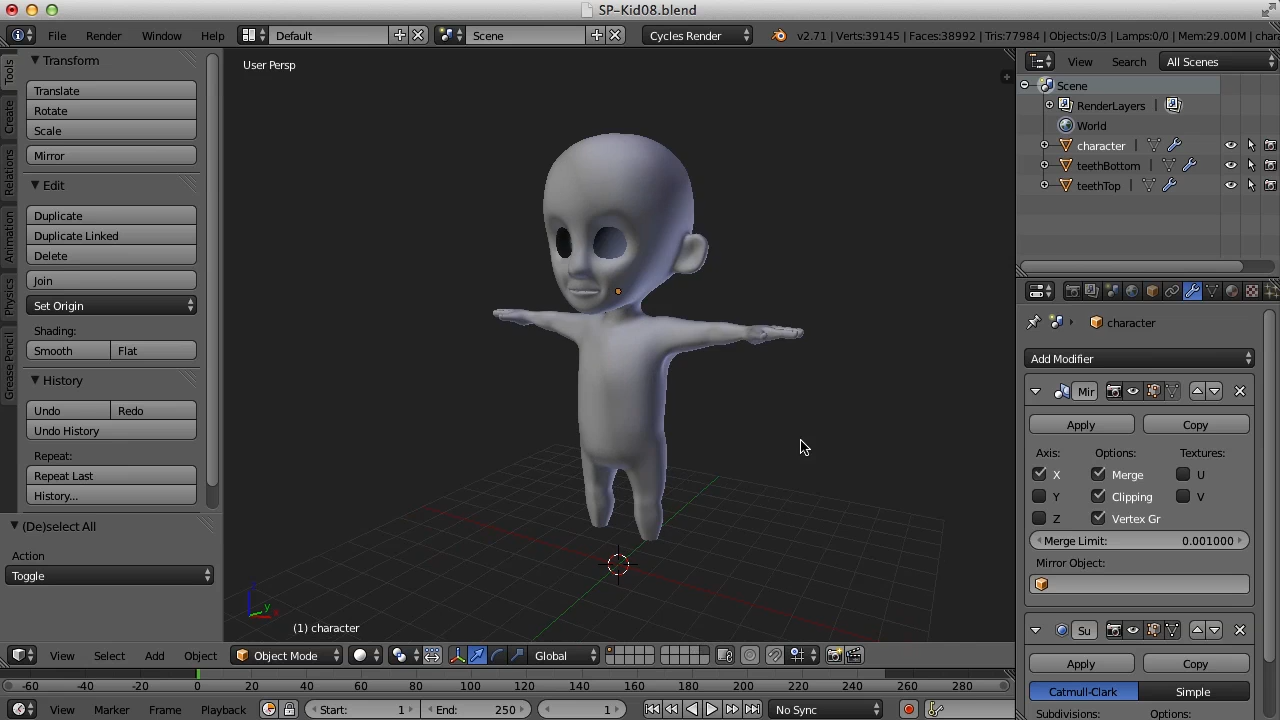 SP-Kid08.blend
File Render Window Help Default Scene Cycles Render v2.71 | Verts:39145 | Faces:38992 | Tris:77984 | Objects:0/3 | Lamps:0/0 | Mem:29.00M | chara
Tools
Create
Relations
Animation
Physics
Grease Pencil
Transform
Translate
Rotate
Scale
Mirror
Edit
Duplicate
Duplicate Linked
Delete
Join
Set Origin
Shading:
Smooth Flat
History
Undo Redo
Undo History
Repeat:
Repeat Last
History...
(De)select All
Action
Toggle
User Persp
z
y
x
(1) character
View Select Add Object Object Mode Global
-60 -40 -20 0 20 40 60 80 100 120 140 160 180 200 220 240 260 280
View Marker Frame Playback Start: 1 End: 250 1 No Sync
View Search All Scenes
Scene
RenderLayers |
World
character |
teethBottom |
teethTop |
character
Add Modifier
Mir
Apply Copy
Axis: Options: Textures:
X Merge U
Y Clipping V
Z Vertex Gr
Merge Limit: 0.001000
Mirror Object:
Su
Apply Copy
Catmull-Clark Simple
Subdivisions: Options: